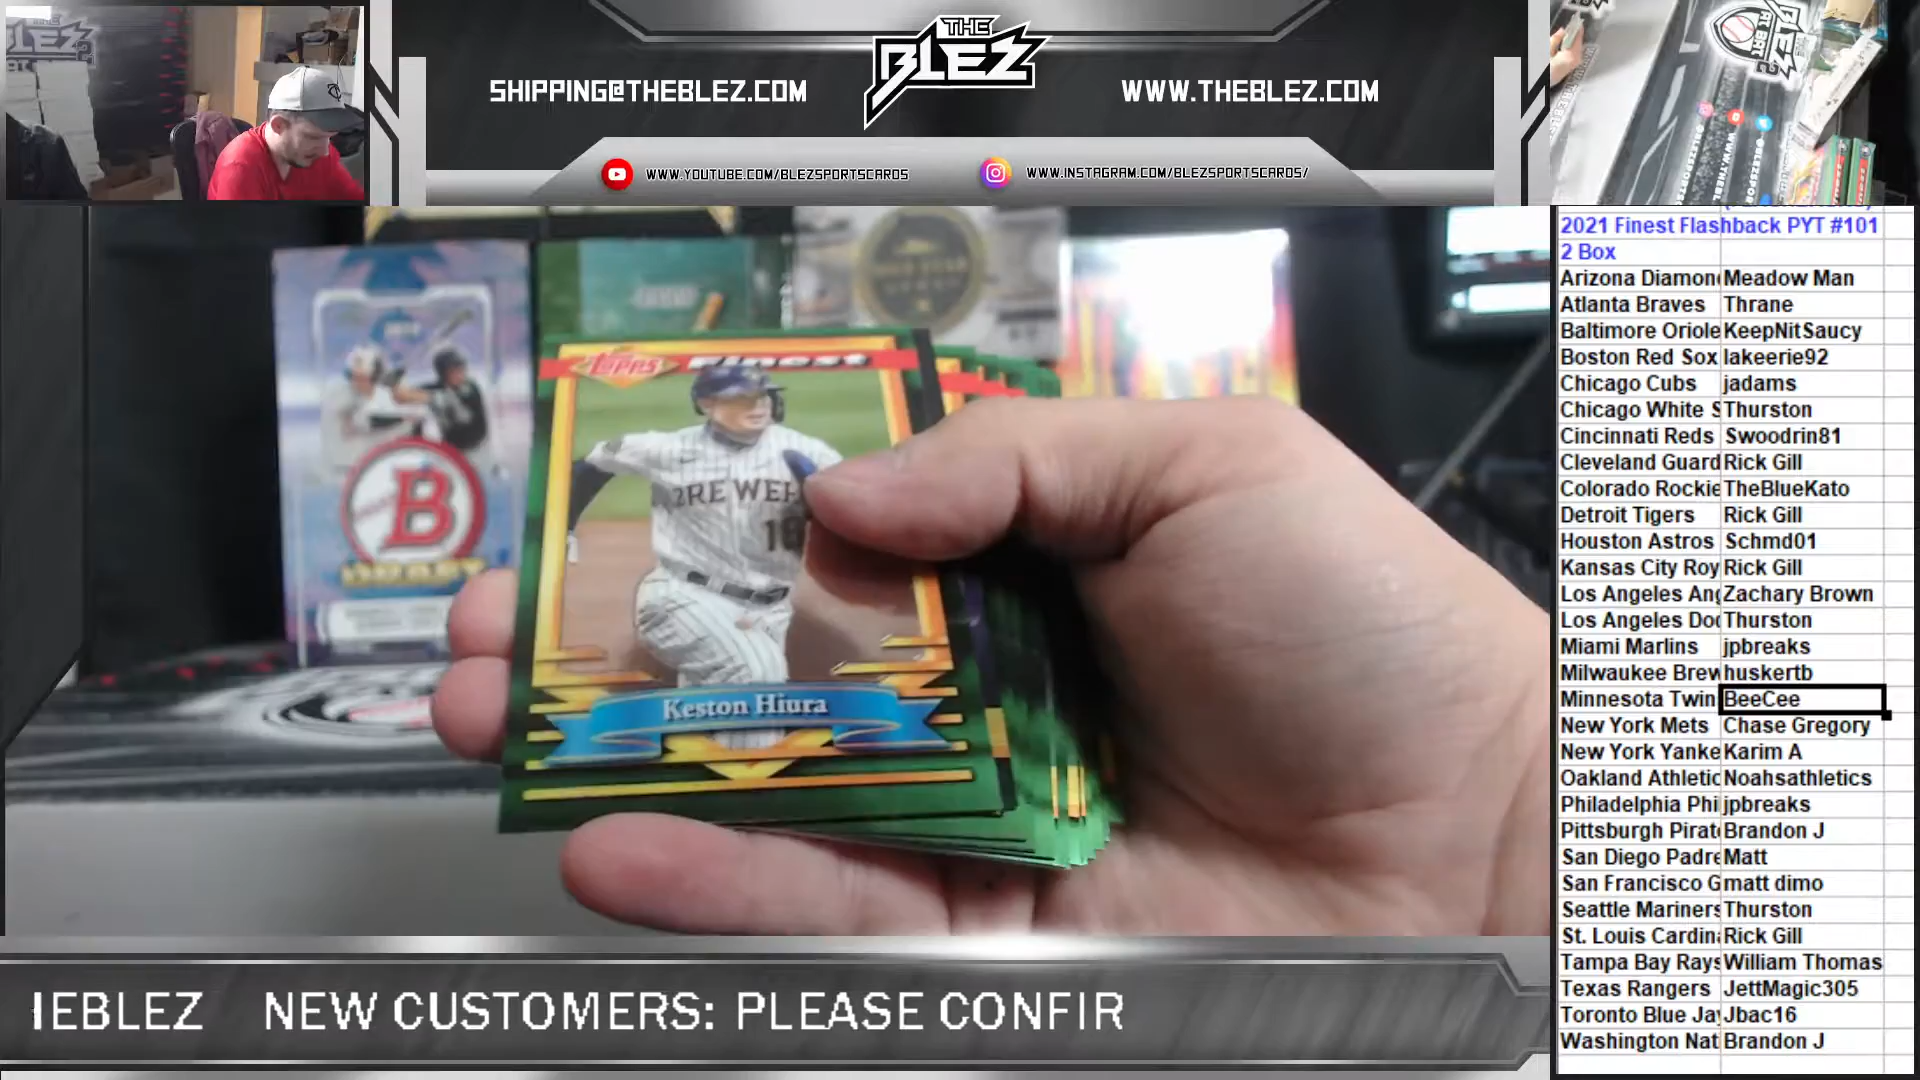 THE
BLEZ
SHIPPING@THEBLEZ.COM
WWW.THEBLEZ.COM
WWW.YOUTUBE.COM/BLEZSPORTSCARDS
WWW.INSTAGRAM.COM/BLEZSPORTSCARDS/
2021 Finest Flashback PYT #101
2 Box
Arizona Diamon Meadow Man
Atlanta Braves Thrane
Baltimore Oriole KeepNitSaucy
Boston Red Sox lakeerie92
Chicago Cubs jadams
Chicago White S Thurston
Cincinnati Reds Swoodrin81
Cleveland Guard Rick Gill
Colorado Rockie TheBlueKato
Detroit Tigers Rick Gill
Houston Astros Schmd01
Kansas City Roy Rick Gill
Los Angeles Ang Zachary Brown
Los Angeles Doc Thurston
Miami Marlins jpbreaks
Milwaukee Brew huskertb
Minnesota Twin BeeCee
New York Mets Chase Gregory
New York Yanke Karim A
Oakland Athletic Noahsathletics
Philadelphia Phi jpbreaks
Pittsburgh Pirat Brandon J
San Diego Padre Matt
San Francisco G matt dimo
Seattle Mariners Thurston
St. Louis Cardin Rick Gill
Tampa Bay Rays William Thomas
Texas Rangers JettMagic305
Toronto Blue Jay Jbac16
Washington Nat Brandon J
Topps Finest
BREWE
18
Keston Hiura
B
DRAFT
IEBLEZ NEW CUSTOMERS: PLEASE CONFIR